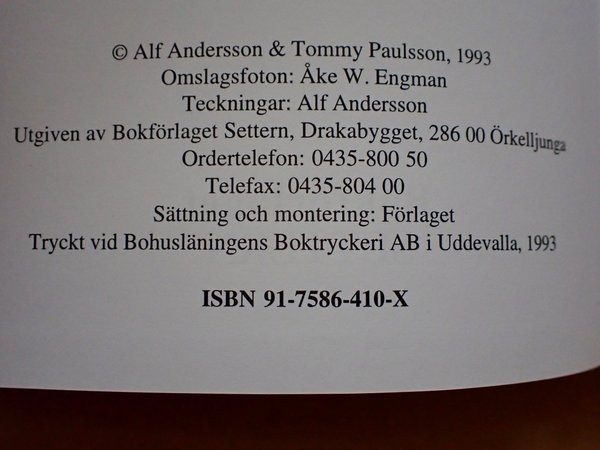 © Alf Andersson & Tommy Paulsson, 1993
Omslagsfoton: Åke W. Engman
Teckningar: Alf Andersson
Utgiven av Bokförlaget Settern, Drakabygget, 286 00 Örkelljunga
Ordertelefon: 0435-800 50
Telefax: 0435-804 00
Sättning och montering: Förlaget
Tryckt vid Bohusläningens Boktryckeri AB i Uddevalla, 1993
ISBN 91-7586-410-X